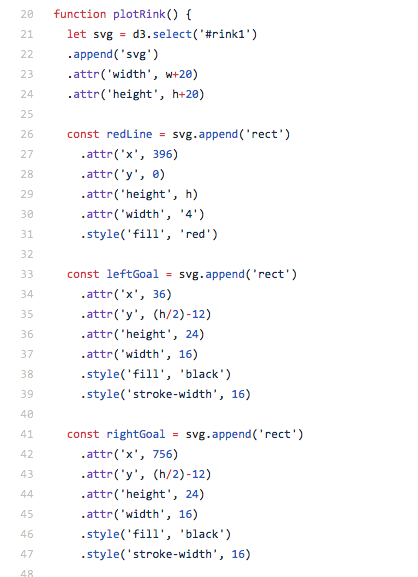 20 function plotRink() {
21 let svg = d3.select('#rink1')
22 .append('svg')
23 .attr('width', w+20)
24 .attr('height', h+20)
25
26 const redLine = svg.append('rect')
27 .attr('x', 396)
28 .attr('y', 0)
29 .attr('height', h)
30 .attr('width', '4')
31 .style('fill', 'red')
32
33 const leftGoal = svg.append('rect')
34 .attr('x', 36)
35 .attr('y', (h/2)-12)
36 .attr('height', 24)
37 .attr('width', 16)
38 .style('fill', 'black')
39 .style('stroke-width', 16)
40
41 const rightGoal = svg.append('rect')
42 .attr('x', 756)
43 .attr('y', (h/2)-12)
44 .attr('height', 24)
45 .attr('width', 16)
46 .style('fill', 'black')
47 .style('stroke-width', 16)
48